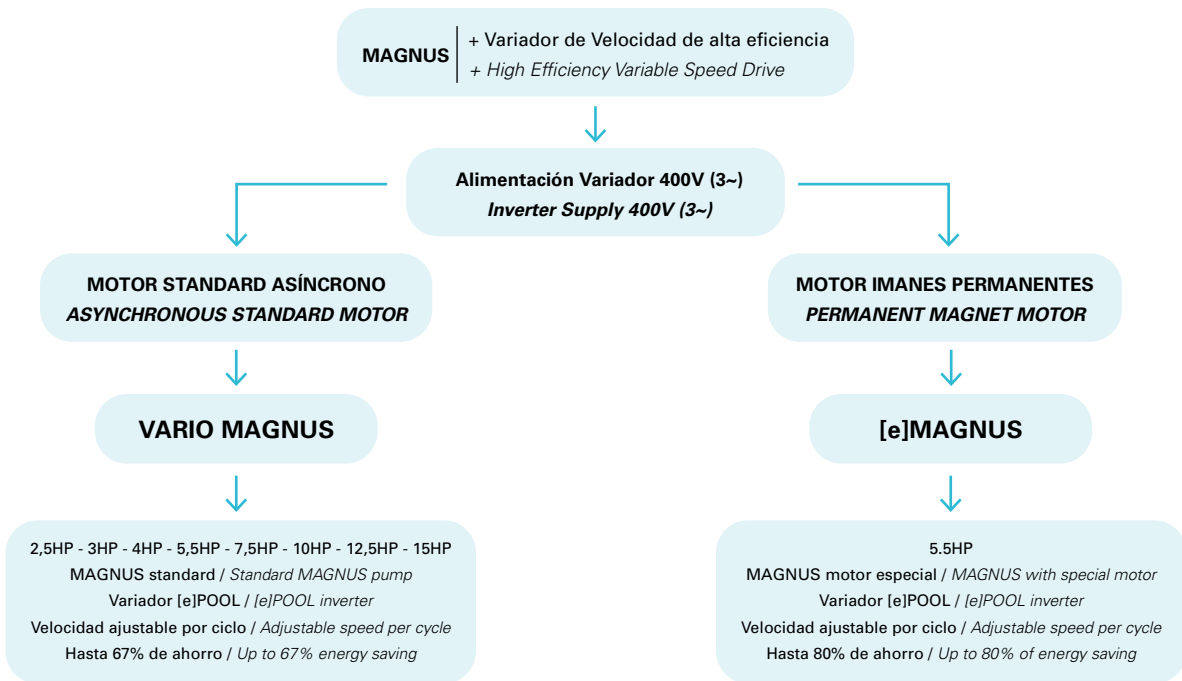 MAGNUS
+ Variador de Velocidad de alta eficiencia
+ High Efficiency Variable Speed Drive
Alimentación Variador 400V (3~)
Inverter Supply 400V (3~)
MOTOR STANDARD ASÍNCRONO
ASYNCHRONOUS STANDARD MOTOR
VARIO MAGNUS
2,5HP - 3HP - 4HP - 5,5HP - 7,5HP - 10HP - 12,5HP - 15HP
MAGNUS standard / Standard MAGNUS pump
Variador [e]POOL / [e]POOL inverter
Velocidad ajustable por ciclo / Adjustable speed per cycle
Hasta 67% de ahorro / Up to 67% energy saving
MOTOR IMANES PERMANENTES
PERMANENT MAGNET MOTOR
[e]MAGNUS
5.5HP
MAGNUS motor especial / MAGNUS with special motor
Variador [e]POOL / [e]POOL inverter
Velocidad ajustable por ciclo / Adjustable speed per cycle
Hasta 80% de ahorro / Up to 80% of energy saving